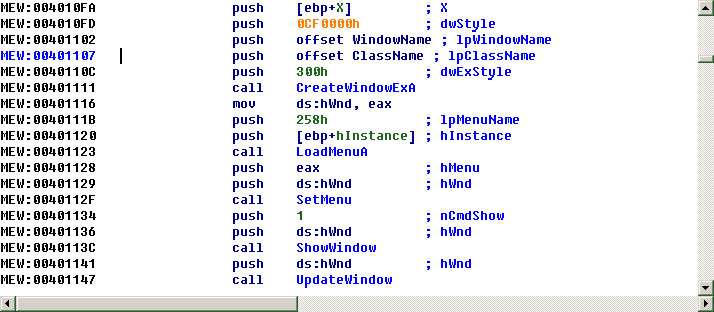 MEW:004010FA push [ebp+X] ; X
MEW:004010FD push 0CF0000h ; dwStyle
MEW:00401102 push offset WindowName ; lpWindowName
MEW:00401107 push offset ClassName ; lpClassName
MEW:0040110C push 300h ; dwExStyle
MEW:00401111 call CreateWindowExA
MEW:00401116 mov ds:hWnd, eax
MEW:0040111B push 258h ; lpMenuName
MEW:00401120 push [ebp+hInstance] ; hInstance
MEW:00401123 call LoadMenuA
MEW:00401128 push eax ; hMenu
MEW:00401129 push ds:hWnd ; hWnd
MEW:0040112F call SetMenu
MEW:00401134 push 1 ; nCmdShow
MEW:00401136 push ds:hWnd ; hWnd
MEW:0040113C call ShowWindow
MEW:00401141 push ds:hWnd ; hWnd
MEW:00401147 call UpdateWindow